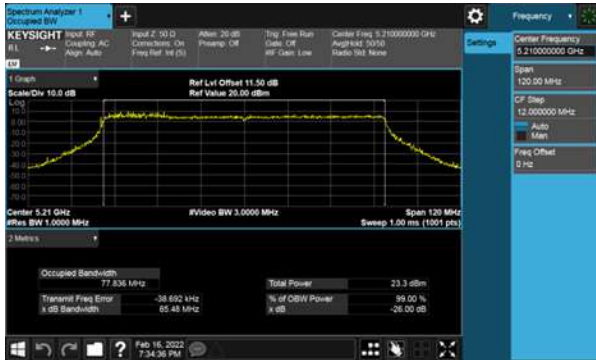 Spectrum Analyzer 1
Occupied BW
Frequency
KEYSIGHT
Input: RF
Coupling: AC
Align: Auto
Input Z: 50 Ω
Corrections: On
Freq Ref: Int (S)
Atten: 20 dB
Preamp: Off
Trig: Free Run
Gate: Off
#IF Gain: Low
Center Freq: 5.210000000 GHz
Avg|Hold: 50/50
Radio Std: None
Settings
Center Frequency
5.210000000 GHz
Span
120.00 MHz
CF Step
12.000000 MHz
Auto
Man
Freq Offset
0 Hz
1 Graph
Scale/Div 10.0 dB
Ref Lvl Offset 11.50 dB
Ref Value 20.00 dBm
Log
Center 5.21 GHz
#Res BW 1.0000 MHz
#Video BW 3.0000 MHz
Span 120 MHz
Sweep 1.00 ms (1001 pts)
2 Metrics
Occupied Bandwidth
77.836 MHz
Total Power 23.3 dBm
Transmit Freq Error -38.692 kHz
% of OBW Power 99.00 %
x dB Bandwidth 85.48 MHz
x dB -26.00 dB
Feb 16, 2022
7:34:36 PM